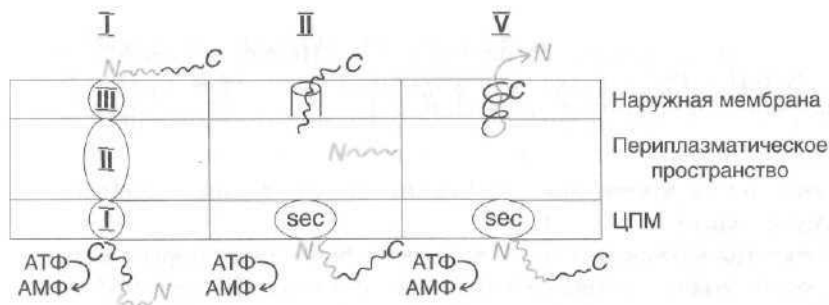 I II V
N C C N
III C Наружная мембрана
II N Периплазматическое
пространство
I sec sec ЦПМ
C N C N C
АТФ АТФ АТФ
АМФ N АМФ АМФ